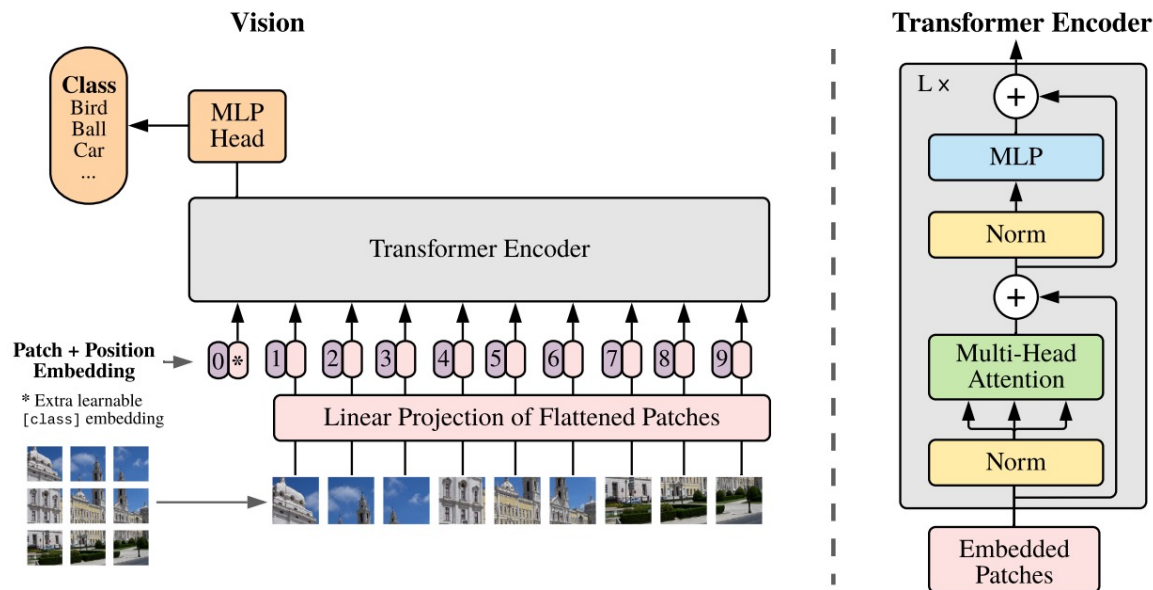 Vision
Class
Bird
Ball
Car
...
MLP
Head
Transformer Encoder
Patch + Position
Embedding
0 * 1 2 3 4 5 6 7 8 9
* Extra learnable
[class] embedding
Linear Projection of Flattened Patches
Transformer Encoder
L x
+
MLP
Norm
+
Multi-Head
Attention
Norm
Embedded
Patches